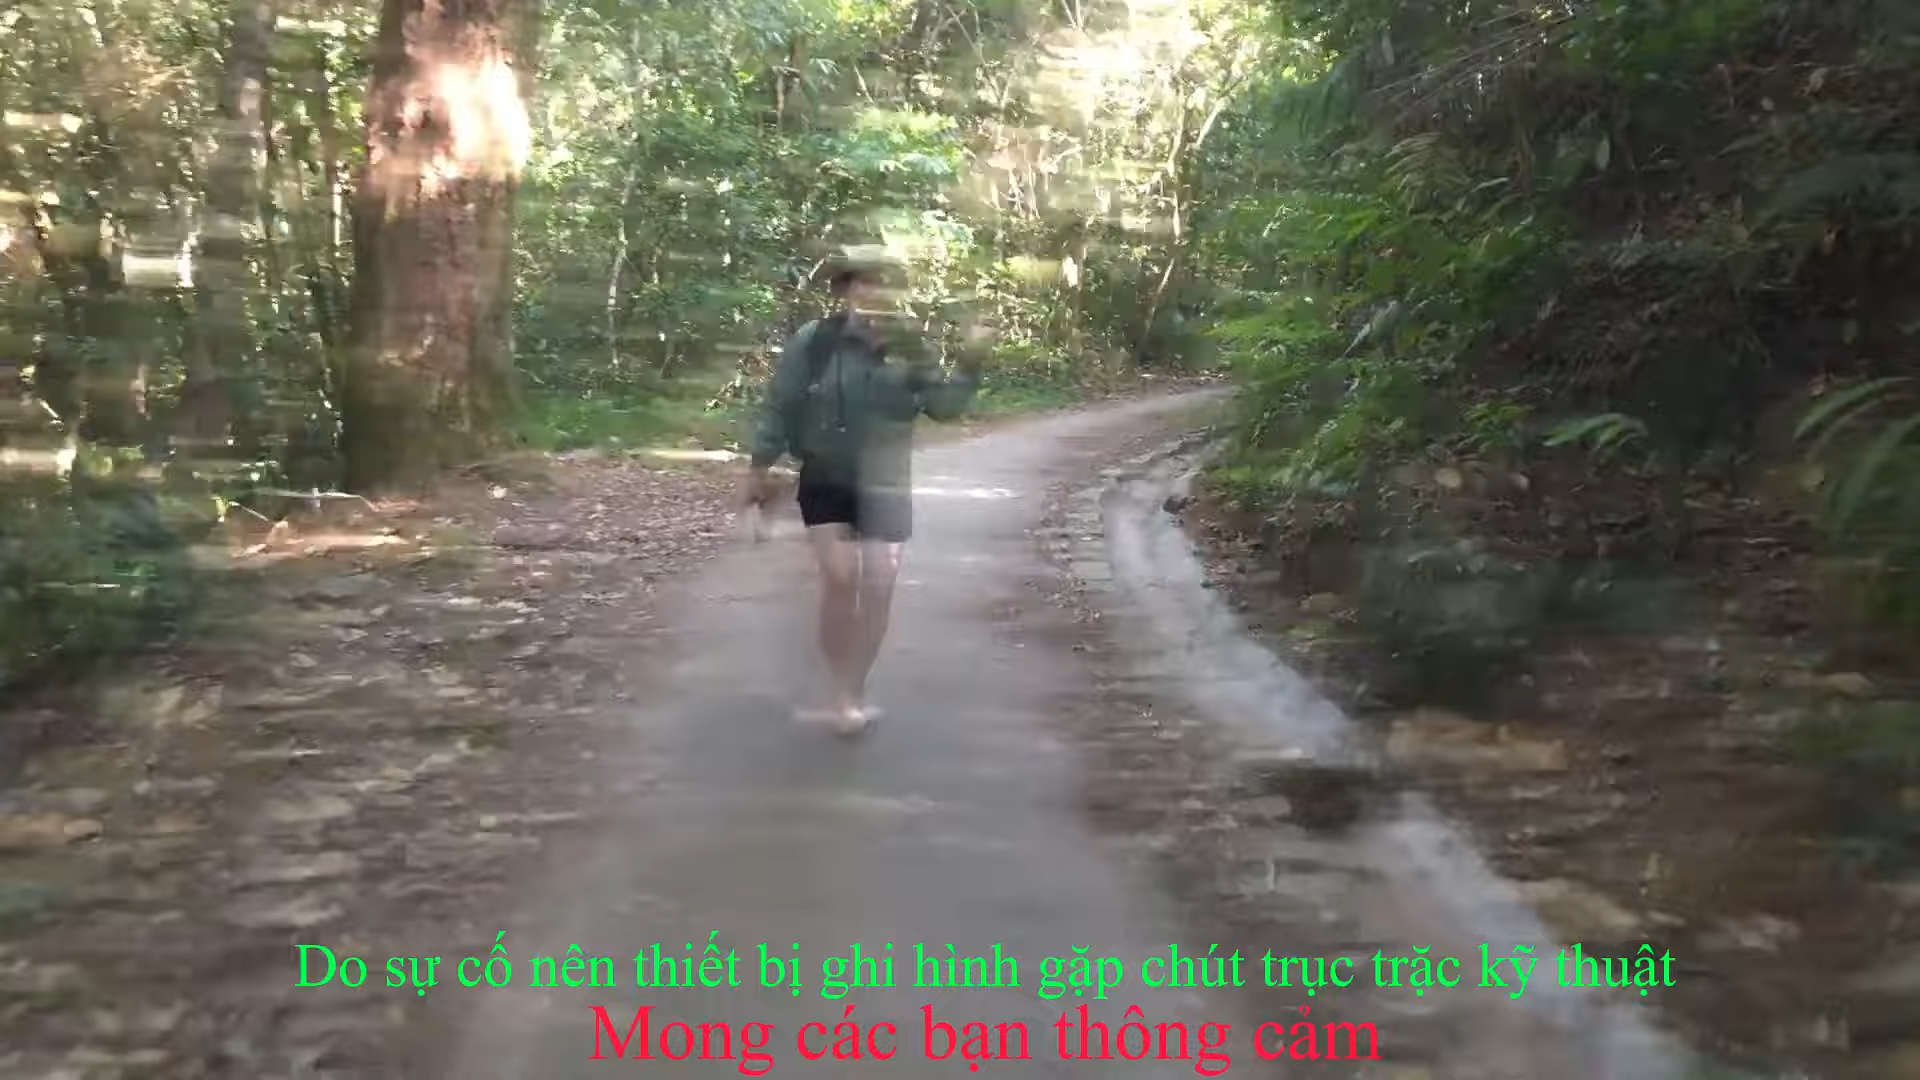 Do sự cố nên thiết bị ghi hình gặp chút trục trặc kỹ thuật
Mong các bạn thông cảm